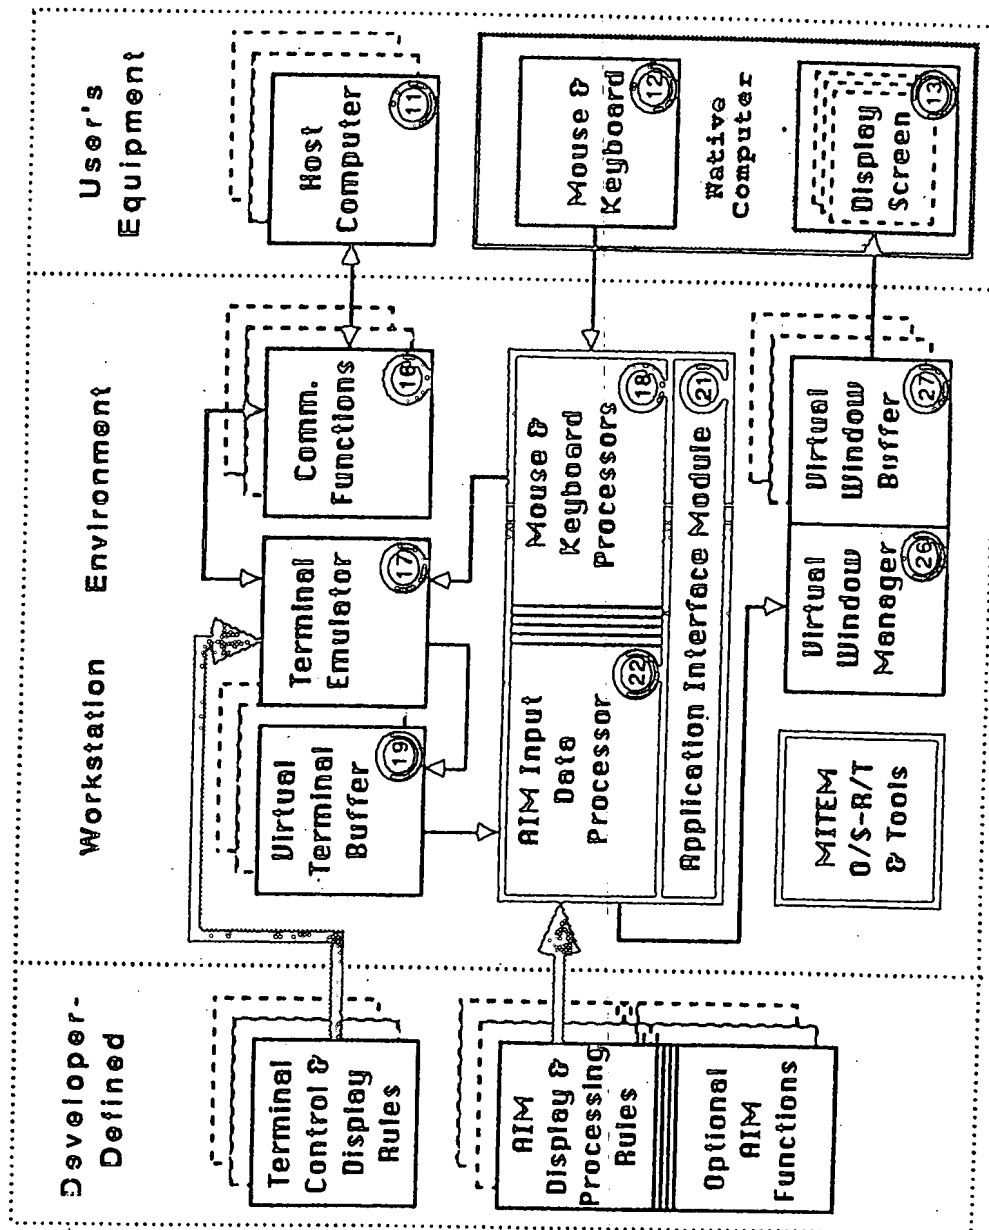 Developer-
Defined
Workstation Environment
User's
Equipment
Terminal
Control &
Display
Rules
Virtual
Terminal
Buffer
19
Terminal
Emulator
17
Comm.
Functions
16
Host
Computer
11
AIM
Display &
Processing
Rules
Optional
AIM
Functions
AIM Input
Data
Processor
22
Mouse &
Keyboard
Processors
18
Application Interface Module
21
Mouse &
Keyboard
12
Native
Computer
MITEM
O/S-R/T
& Tools
Virtual
Window
Manager
26
Virtual
Window
Buffer
27
Display
Screen
13